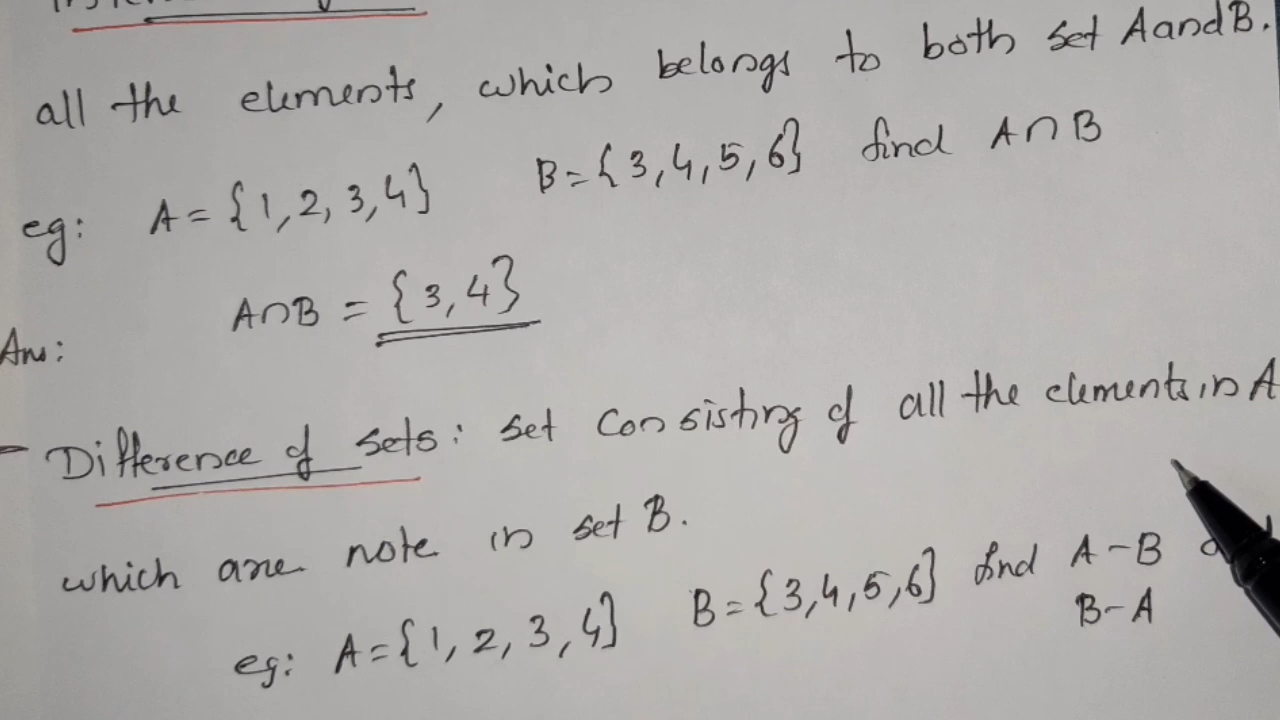 all the elements, which belongs to both set A and B.
eg: A = {1, 2, 3, 4} B = {3, 4, 5, 6} find A ∩ B
Ans: A ∩ B = {3, 4}
Difference of sets: set consisting of all the elements in A
which are note in set B.
eg: A = {1, 2, 3, 4} B = {3, 4, 5, 6} find A - B
B - A